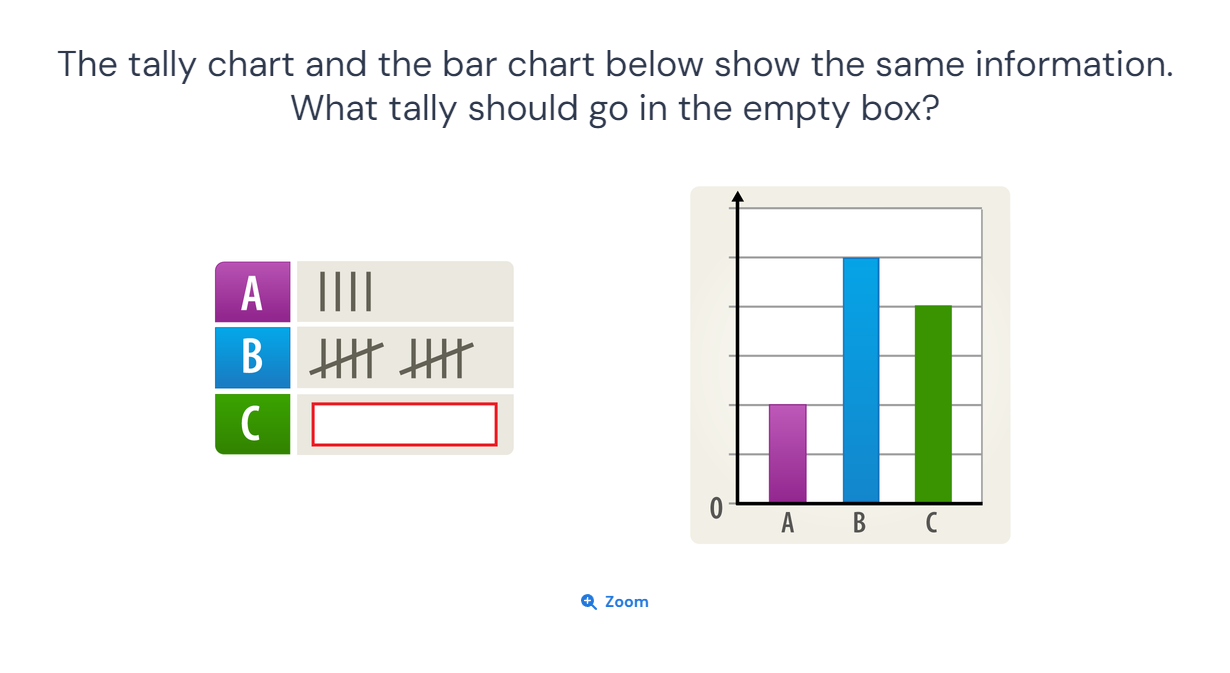 The tally chart and the bar chart below show the same information.
What tally should go in the empty box?
A
B
C
0
A B C
Zoom